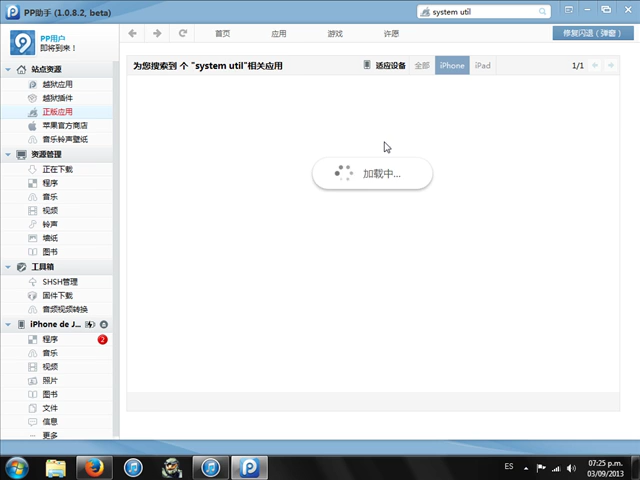 PP助手 (1.0.8.2, beta)
system util
PP用户
即将到来！
首页
应用
游戏
许愿
修复闪退（弹窗）
站点资源
越狱应用
越狱插件
正版应用
苹果官方商店
音乐铃声壁纸
资源管理
正在下载
程序
音乐
视频
铃声
墙纸
图书
工具箱
SHSH管理
固件下载
音频视频转换
iPhone de J...
程序
2
音乐
视频
照片
图书
文件
信息
更多
为您搜索到 个 "system util"相关应用
适应设备
全部
iPhone
iPad
1/1
加载中...
ES
07:25 p.m.
03/09/2013